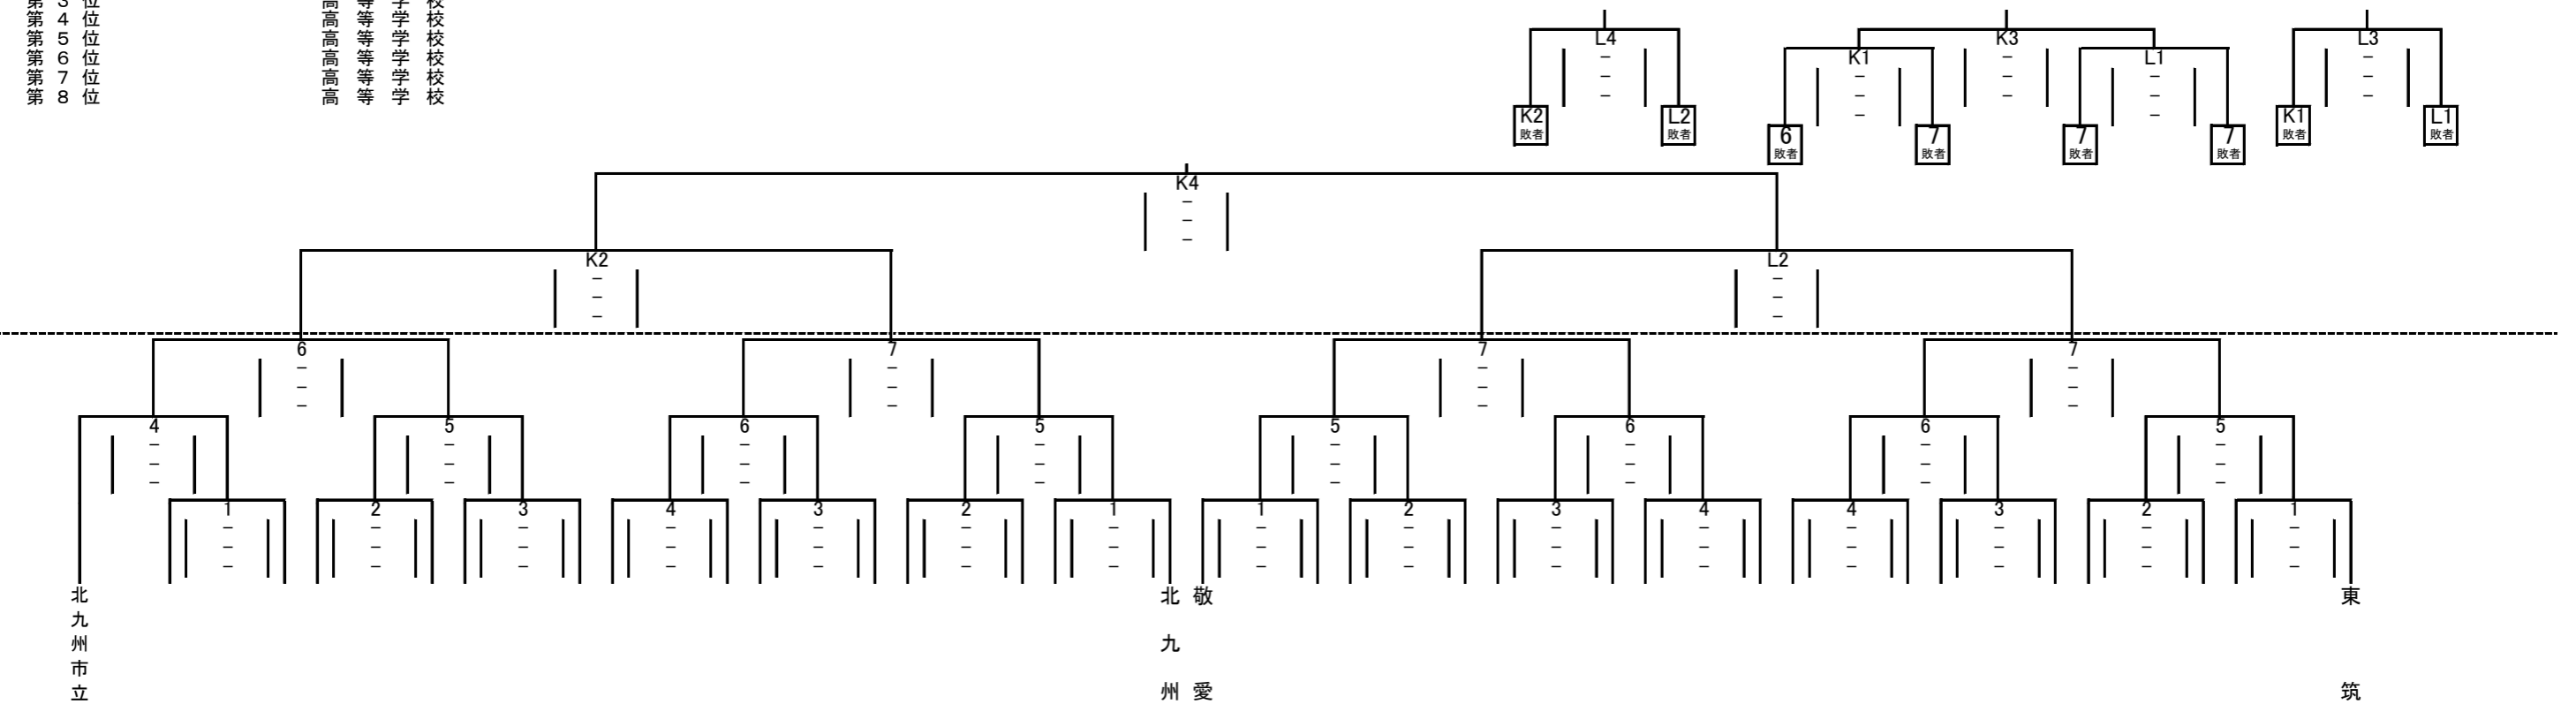 第 3 位 高 等 学 校
第 4 位 高 等 学 校
第 5 位 高 等 学 校
第 6 位 高 等 学 校
第 7 位 高 等 学 校
第 8 位 高 等 学 校
L4 K3 L3
K1 L1
K2 L2 K1 L1
敗者 敗者 敗者 敗者
6 7 7 7
敗者 敗者 敗者 敗者
K4
K2 L2
6 7 7 7
4 5 6 5 5 6 6 5
1 2 3 4 3 2 1 1 2 3 4 4 3 2 1
北九州市立
北九州
敬愛
東筑